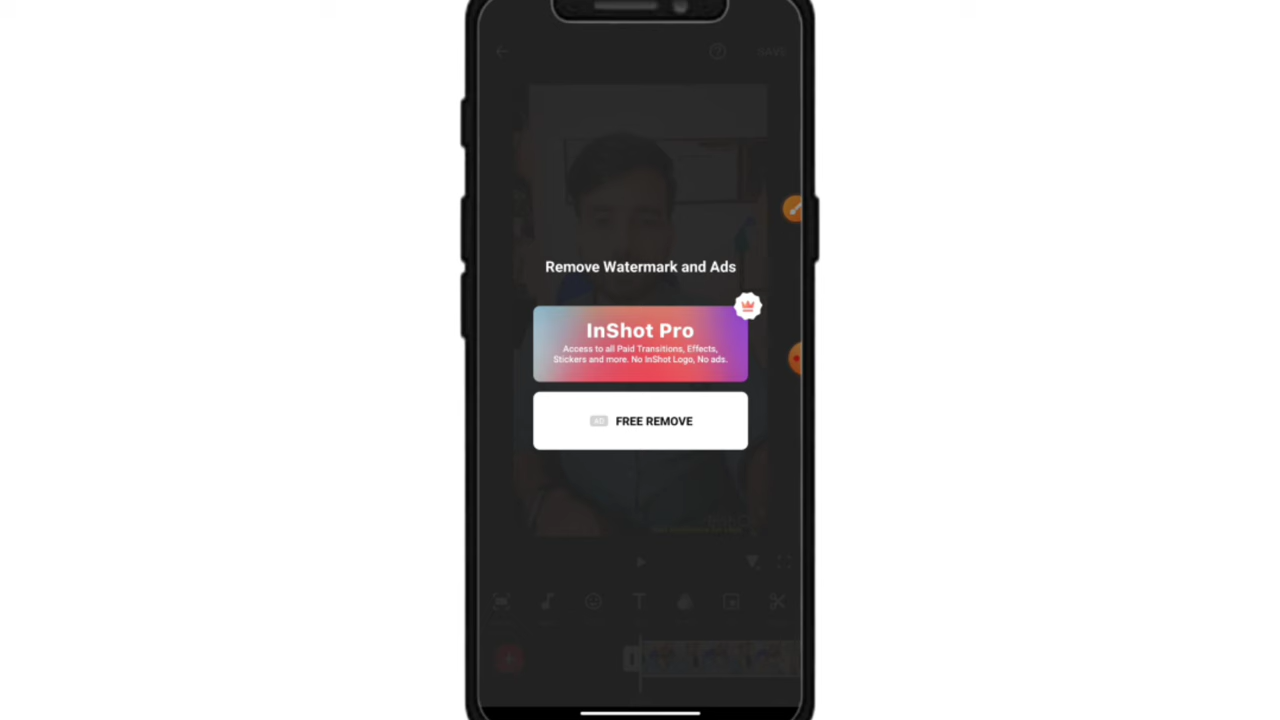 SAVE
Remove Watermark and Ads
InShot Pro
Access to all Paid Transitions, Effects,
Stickers and more. No InShot Logo, No ads.
AD FREE REMOVE